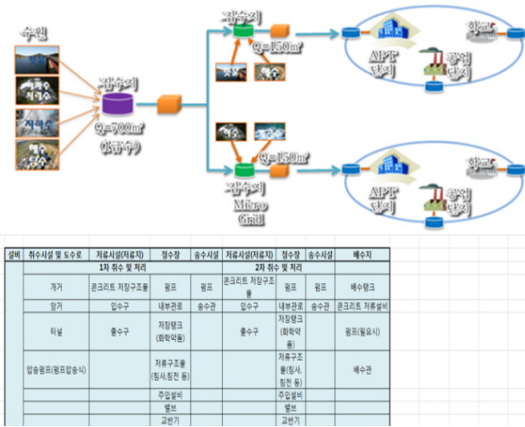 수원
집수지
Q=700㎥
집수지
Q=150㎥
해수
APT
단지
공업
단지
학교
지하수
Q=150㎥
집수지
Micro
Grid
APT
단지
공업
단지
학교
설비 취수시설 및 도수로 저류시설(저류지) 정수장 송수시설 저류시설(저류지) 정수장 송수시설 배수지
1차 취수 및 처리 2차 취수 및 처리
개거 콘크리트 저장구조물 펌프 펌프 콘크리트 저장구조물 펌프 펌프 배수탱크
암거 입수구 내부관로 송수관 입수구 내부관로 송수관 콘크리트 저류설비
터널 출수구 저장탱크(화학약품) 출수구 저장탱크(화학약품) 펌프(필요시)
압송펌프(펌프압송식) 저류구조물(침사,침전 등) 저류구조물(침사,침전 등) 배수관
주입설비 주입설비
밸브 밸브
교반기 교반기